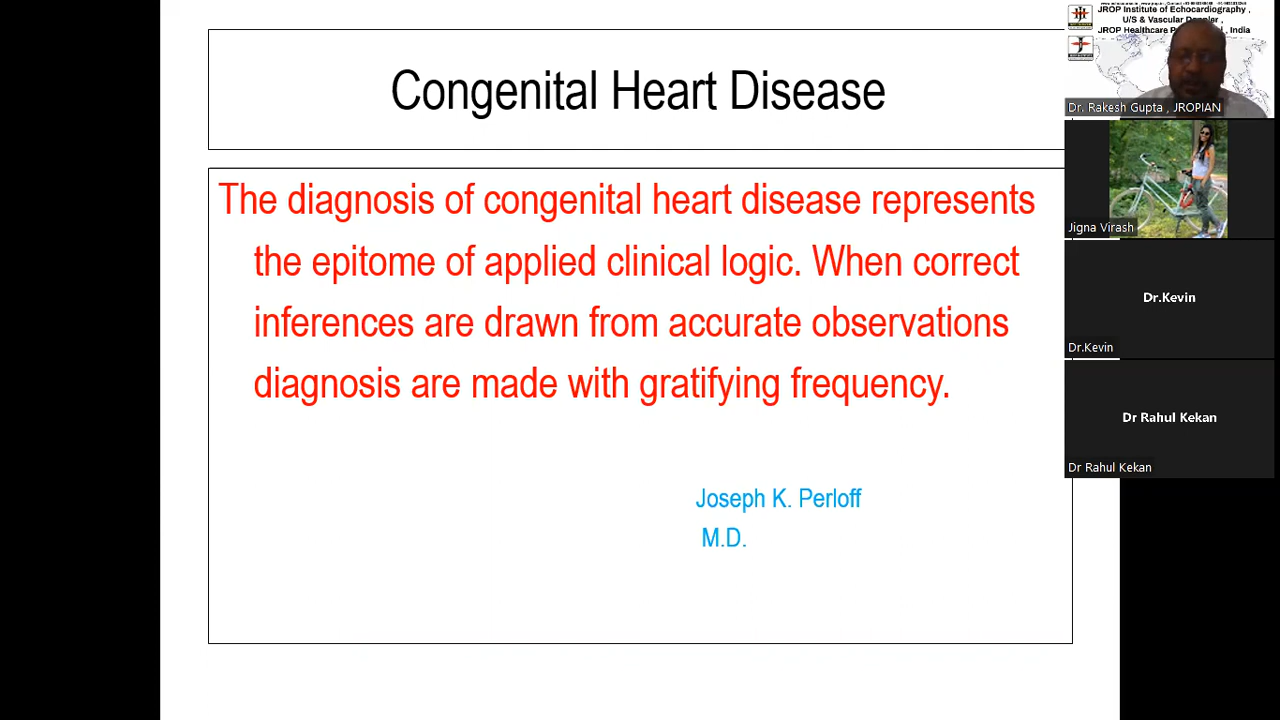 Congenital Heart Disease
The diagnosis of congenital heart disease represents
the epitome of applied clinical logic. When correct
inferences are drawn from accurate observations
diagnosis are made with gratifying frequency.
Joseph K. Perloff
M.D.
JROP Institute of Echocardiography ,
U/S & Vascular Doppler ,
JROP Healthcare P , India
Dr. Rakesh Gupta , JROPIAN
Jigna Virash
Dr.Kevin
Dr.Kevin
Dr Rahul Kekan
Dr Rahul Kekan